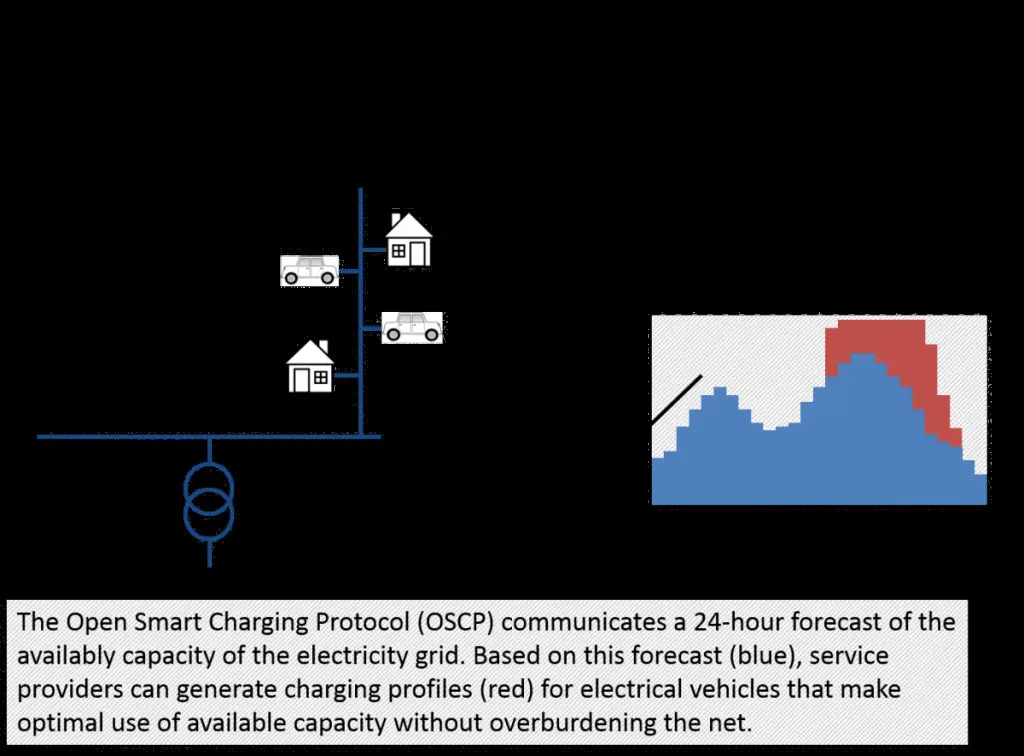 The Open Smart Charging Protocol (OSCP) communicates a 24-hour forecast of the
availably capacity of the electricity grid. Based on this forecast (blue), service
providers can generate charging profiles (red) for electrical vehicles that make
optimal use of available capacity without overburdening the net.